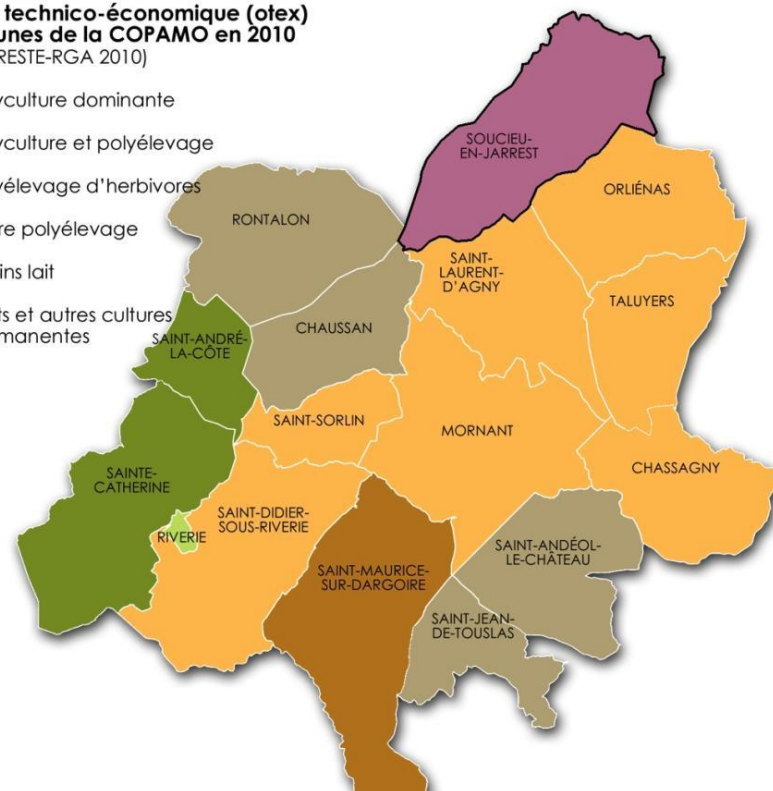 technico-économique (otex)
unes de la COPAMO en 2010
RESTE-RGA 2010)
yculture dominante
yculture et polyélevage
yélevage d'herbivores
re polyélevage
ins lait
ts et autres cultures
manentes
SOUCIEU-
EN-JARREST
ORLIÉNAS
RONTALON
SAINT-
LAURENT-
D'AGNY
TALUYERS
CHAUSSAN
SAINT-ANDRÉ-
LA-CÔTE
SAINT-SORLIN
MORNANT
CHASSAGNY
SAINTE-
CATHERINE
SAINT-DIDIER-
SOUS-RIVERIE
RIVERIE
SAINT-ANDÉOL-
LE-CHÂTEAU
SAINT-MAURICE-
SUR-DARGOIRE
SAINT-JEAN-
DE-TOUSLAS